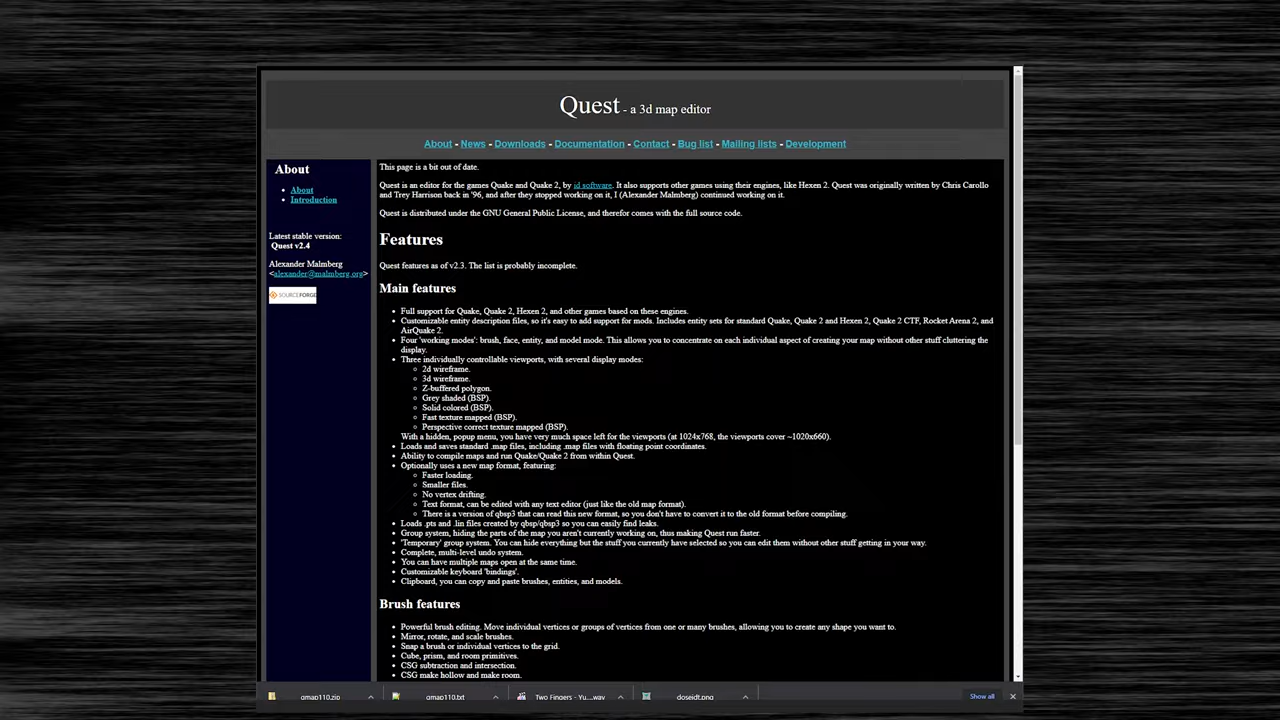 Quest - a 3d map editor
About - News - Downloads - Documentation - Contact - Bug list - Mailing lists - Development
About
About
Introduction
Latest stable version:
Quest v2.4
Alexander Malmberg
<alexander@malmberg.org>
SOURCEFORGE
This page is a bit out of date.
Quest is an editor for the games Quake and Quake 2, by id software. It also supports other games using their engines, like Hexen 2. Quest was originally written by Chris Carollo
and Trey Harrison back in '96, and after they stopped working on it, I (Alexander Malmberg) continued working on it.
Quest is distributed under the GNU General Public License, and therefor comes with the full source code.
Features
Quest features as of v2.3. The list is probably incomplete.
Main features
Full support for Quake, Quake 2, Hexen 2, and other games based on these engines.
Customizable entity description files, so it's easy to add support for mods. Includes entity sets for standard Quake, Quake 2 and Hexen 2, Quake 2 CTF, Rocket Arena 2, and
AirQuake 2.
Four 'working modes': brush, face, entity, and model mode. This allows you to concentrate on each individual aspect of creating your map without other stuff cluttering the
display.
Three individually controllable viewports, with several display modes:
2d wireframe.
3d wireframe.
Z-buffered polygon.
Grey shaded (BSP).
Solid colored (BSP).
Fast texture mapped (BSP).
Perspective correct texture mapped (BSP).
With a hidden, popup menu, you have very much space left for the viewports (at 1024x768, the viewports cover ~1020x660).
Loads and saves standard .map files, including .map files with floating point coordinates.
Ability to compile maps and run Quake/Quake 2 from within Quest.
Optionally uses a new map format, featuring:
Faster loading.
Smaller files.
No vertex drifting.
Text format, can be edited with any text editor (just like the old map format).
There is a version of qbsp3 that can read this new format, so you don't have to convert it to the old format before compiling.
Loads .pts and .lin files created by qbsp/qbsp3 so you can easily find leaks.
Group system, hiding the parts of the map you aren't currently working on, thus making Quest run faster.
'Temporary' group system. You can hide everything but the stuff you currently have selected so you can edit them without other stuff getting in your way.
Complete, multi-level undo system.
You can have multiple maps open at the same time.
Customizable keyboard 'bindings'.
Clipboard, you can copy and paste brushes, entities, and models.
Brush features
Powerful brush editing. Move individual vertices or groups of vertices from one or many brushes, allowing you to create any shape you want to.
Mirror, rotate, and scale brushes.
Snap a brush or individual vertices to the grid.
Cube, prism, and room primitives.
CSG subtraction and intersection.
CSG make hollow and make room.
qmap110.zip
qmap110.txt
Two Fingers - Yu....wav
doseidt.png
Show all